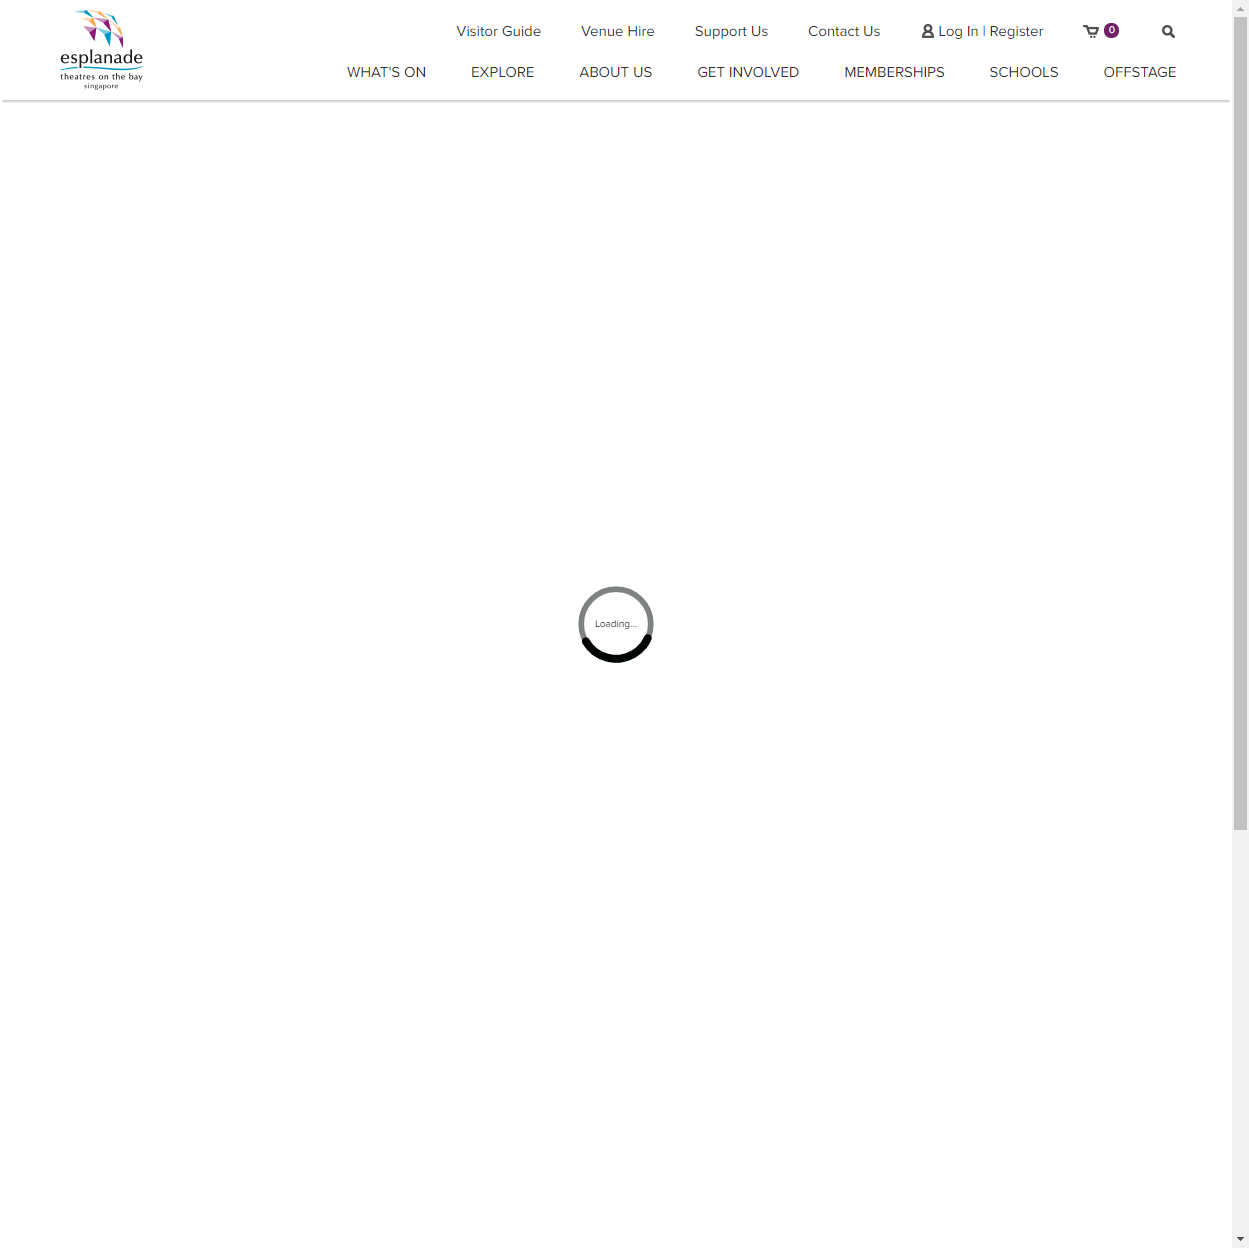 esplanade
theatres on the bay
singapore
Visitor Guide Venue Hire Support Us Contact Us Log In | Register 0
WHAT'S ON EXPLORE ABOUT US GET INVOLVED MEMBERSHIPS SCHOOLS OFFSTAGE
Loading...